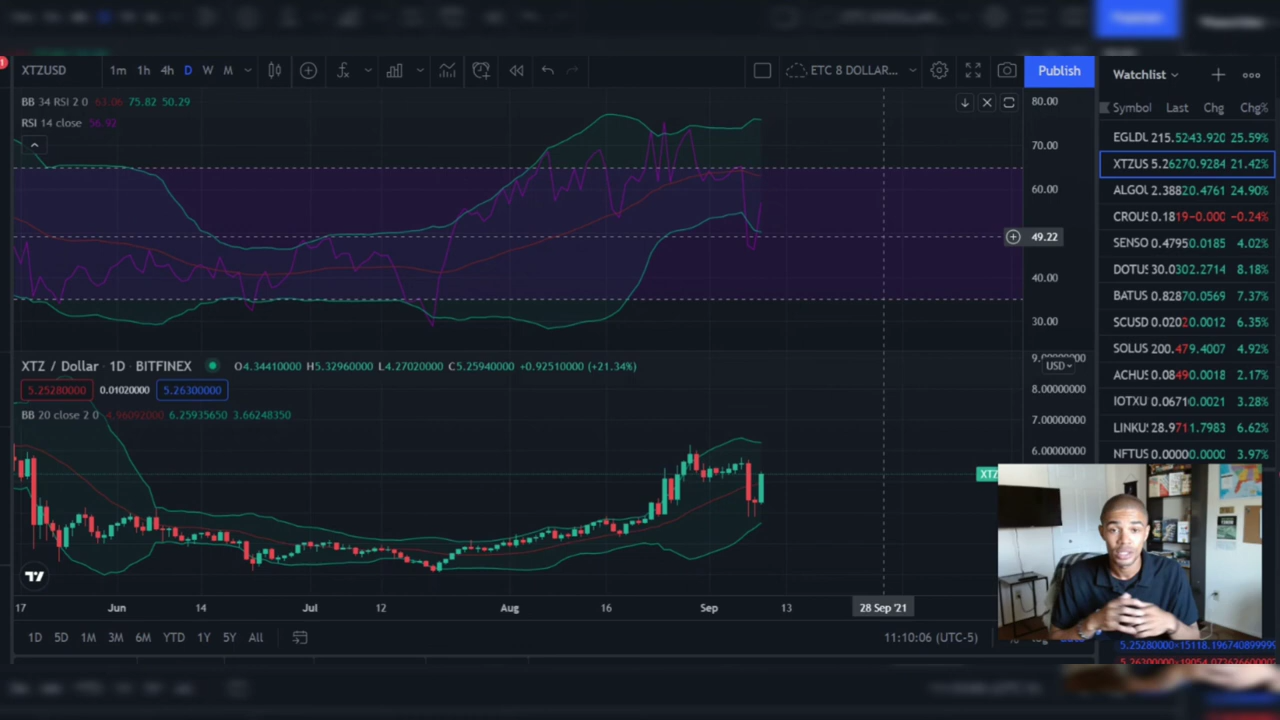 XTZUSD 1m 1h 4h D W M ETC 8 DOLLAR... Publish
BB 34 RSI 2 0 63.06 75.82 50.29
RSI 14 close 56.92
80.00
70.00
60.00
49.22
40.00
30.00
XTZ / Dollar · 1D · BITFINEX O4.34410000 H5.32960000 L4.27020000 C5.25940000 +0.92510000 (+21.34%)
5.25280000 0.01020000 5.26300000
BB 20 close 2 0 4.96092000 6.25935650 3.66248350
USD
8.00000000
7.00000000
6.00000000
XTZ
17 Jun 14 Jul 12 Aug 16 Sep 13 28 Sep '21
1D 5D 1M 3M 6M YTD 1Y 5Y All 11:10:06 (UTC-5)
Watchlist
Symbol Last Chg Chg%
EGLDU 215.5243.920 25.59%
XTZUS 5.26270.9284 21.42%
ALGOU 2.38820.4761 24.90%
CROUS 0.1819−0.000 −0.24%
SENSO 0.47950.0185 4.02%
DOTUS 30.0302.2714 8.18%
BATUS 0.82870.0569 7.37%
SCUSD 0.02020.0012 6.35%
SOLUS 200.479.4007 4.92%
ACHUS 0.08490.0018 2.17%
IOTXU 0.06710.0021 3.28%
LINKUS 28.9711.7983 6.62%
NFTUS 0.00000.0000 3.97%